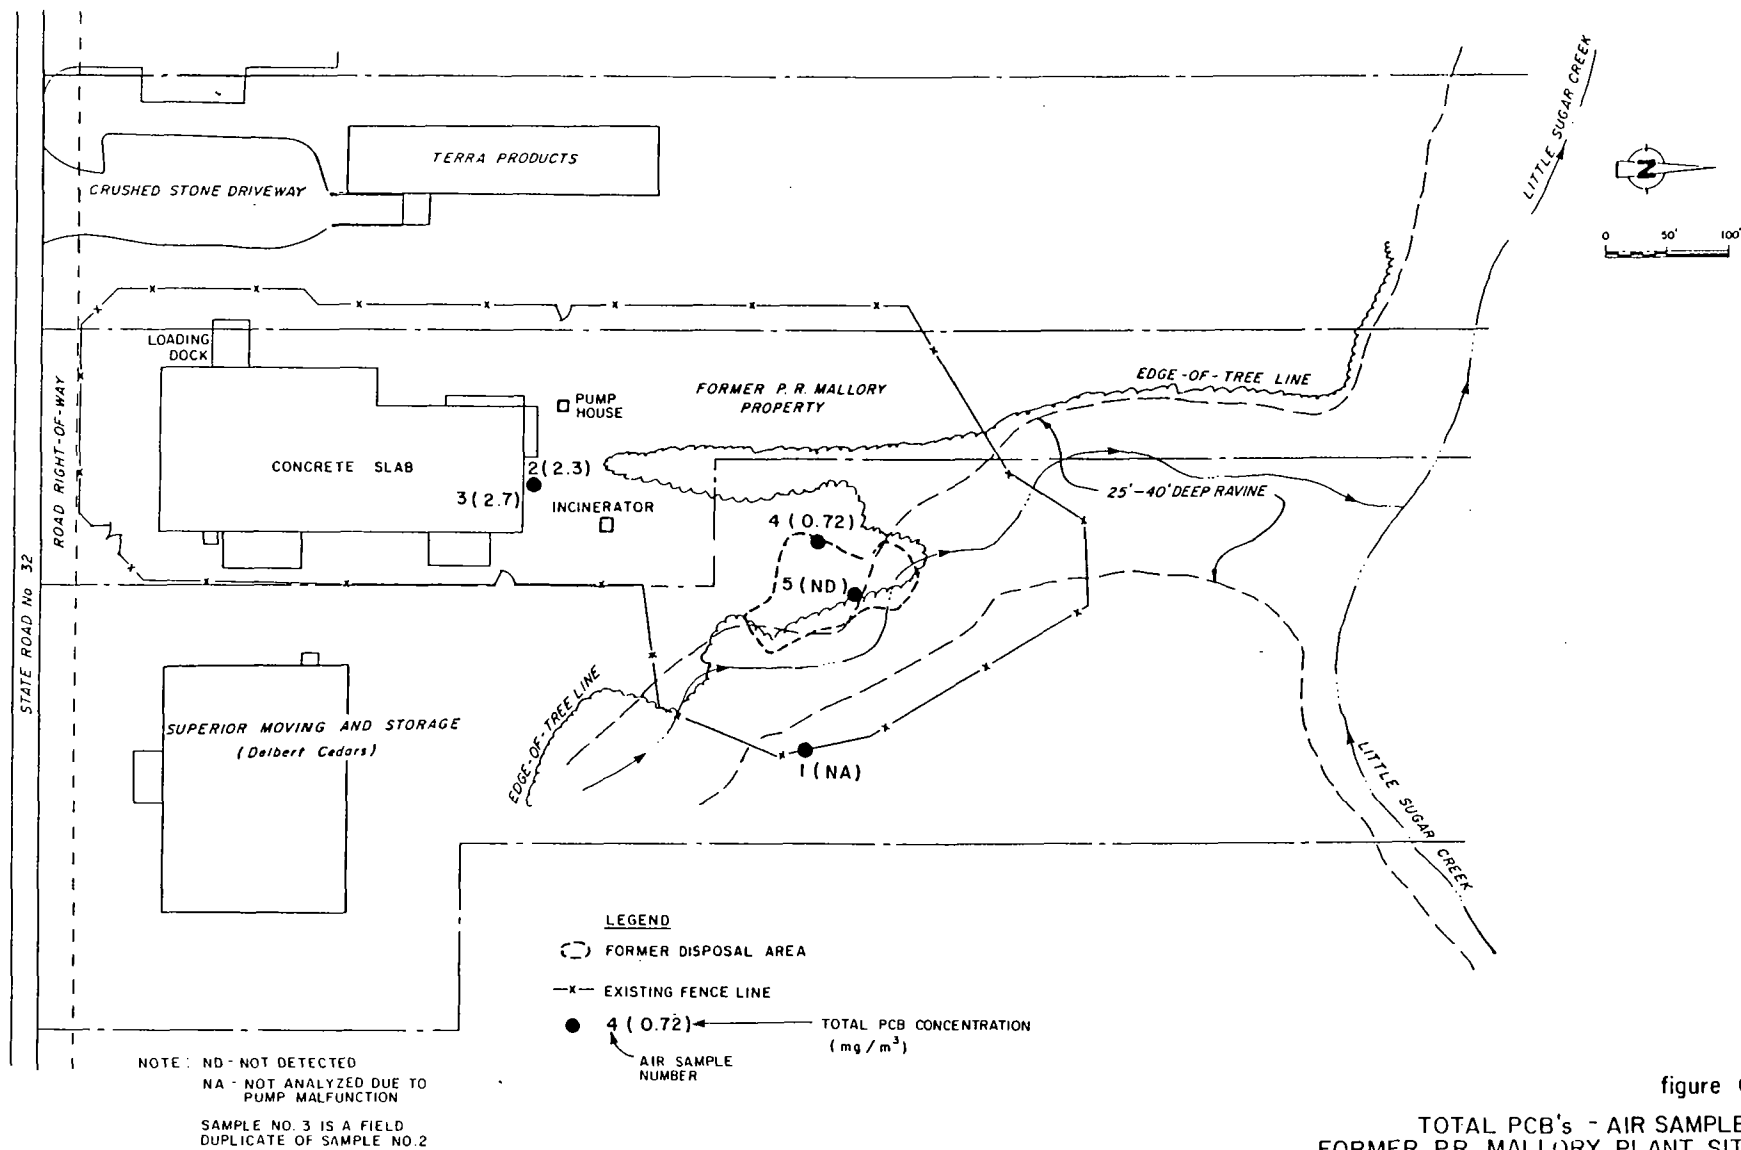 TERRA PRODUCTS
CRUSHED STONE DRIVEWAY
LITTLE SUGAR CREEK
N
0 50' 100'
LOADING
DOCK
ROAD RIGHT-OF-WAY
STATE ROAD No 32
PUMP
HOUSE
FORMER P. R. MALLORY
PROPERTY
EDGE-OF-TREE LINE
CONCRETE SLAB
2 (2.3)
3 (2.7)
INCINERATOR
4 (0.72)
5 (ND)
25'-40' DEEP RAVINE
EDGE-OF-TREE LINE
SUPERIOR MOVING AND STORAGE
(Delbert Cedars)
1 (NA)
LITTLE SUGAR CREEK
LEGEND
FORMER DISPOSAL AREA
-x- EXISTING FENCE LINE
4 (0.72)
TOTAL PCB CONCENTRATION
(mg/m³)
AIR SAMPLE
NUMBER
NOTE: ND - NOT DETECTED
NA - NOT ANALYZED DUE TO
PUMP MALFUNCTION
SAMPLE NO. 3 IS A FIELD
DUPLICATE OF SAMPLE NO.2
figure
TOTAL PCB's - AIR SAMPLE
FORMER P.R. MALLORY PLANT SIT